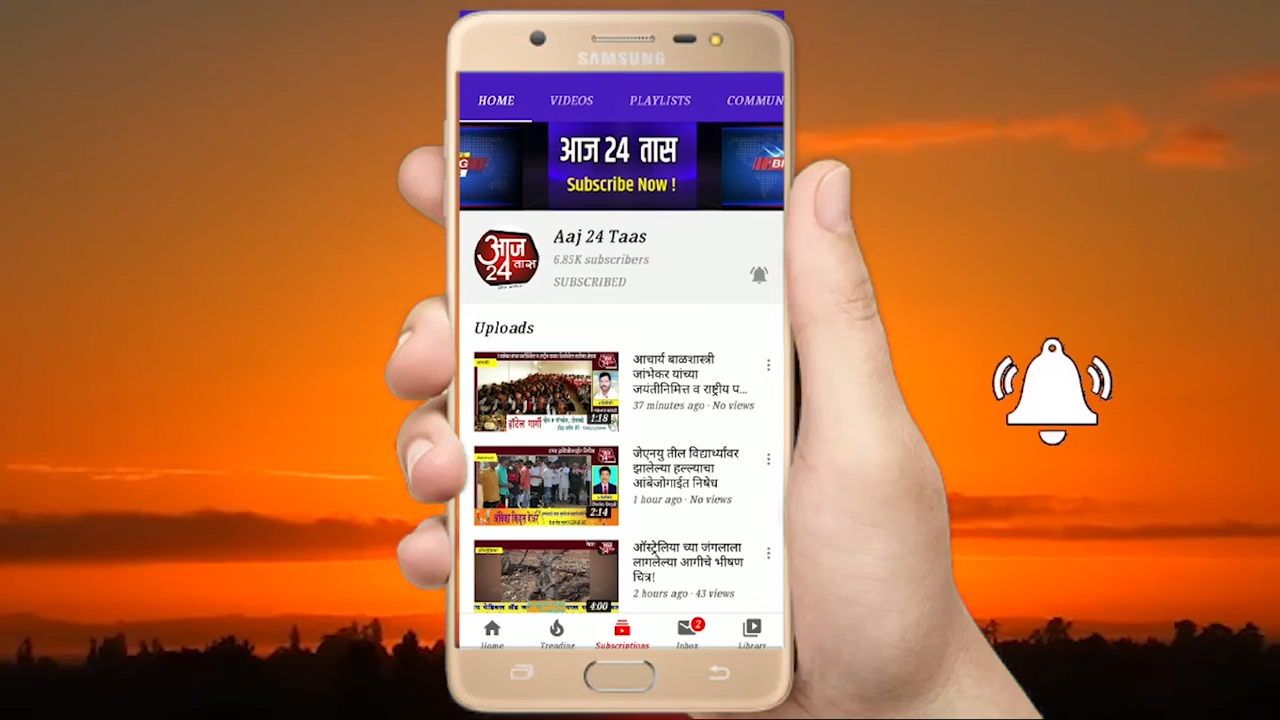 SAMSUNG
HOME VIDEOS PLAYLISTS COMMUN
आज 24 तास
Subscribe Now !
आज
24 तास
Aaj 24 Taas
6.85K subscribers
SUBSCRIBED
Uploads
आचार्य बाळशास्त्री
जांभेकर यांच्या
जयंतीनिमित्त व राष्ट्रीय प...
37 minutes ago · No views
हॉटेल गार्गी
1:18
जेएनयु तील विद्यार्थ्यांवर
झालेल्या हल्ल्याचा
आंबेजोगाईत निषेध
1 hour ago · No views
2:14
ऑस्ट्रेलिया च्या जंगलाला
लागलेल्या आगीचे भीषण
चित्र!
2 hours ago · 43 views
4:00
Home Trending Subscriptions Inbox 2 Library